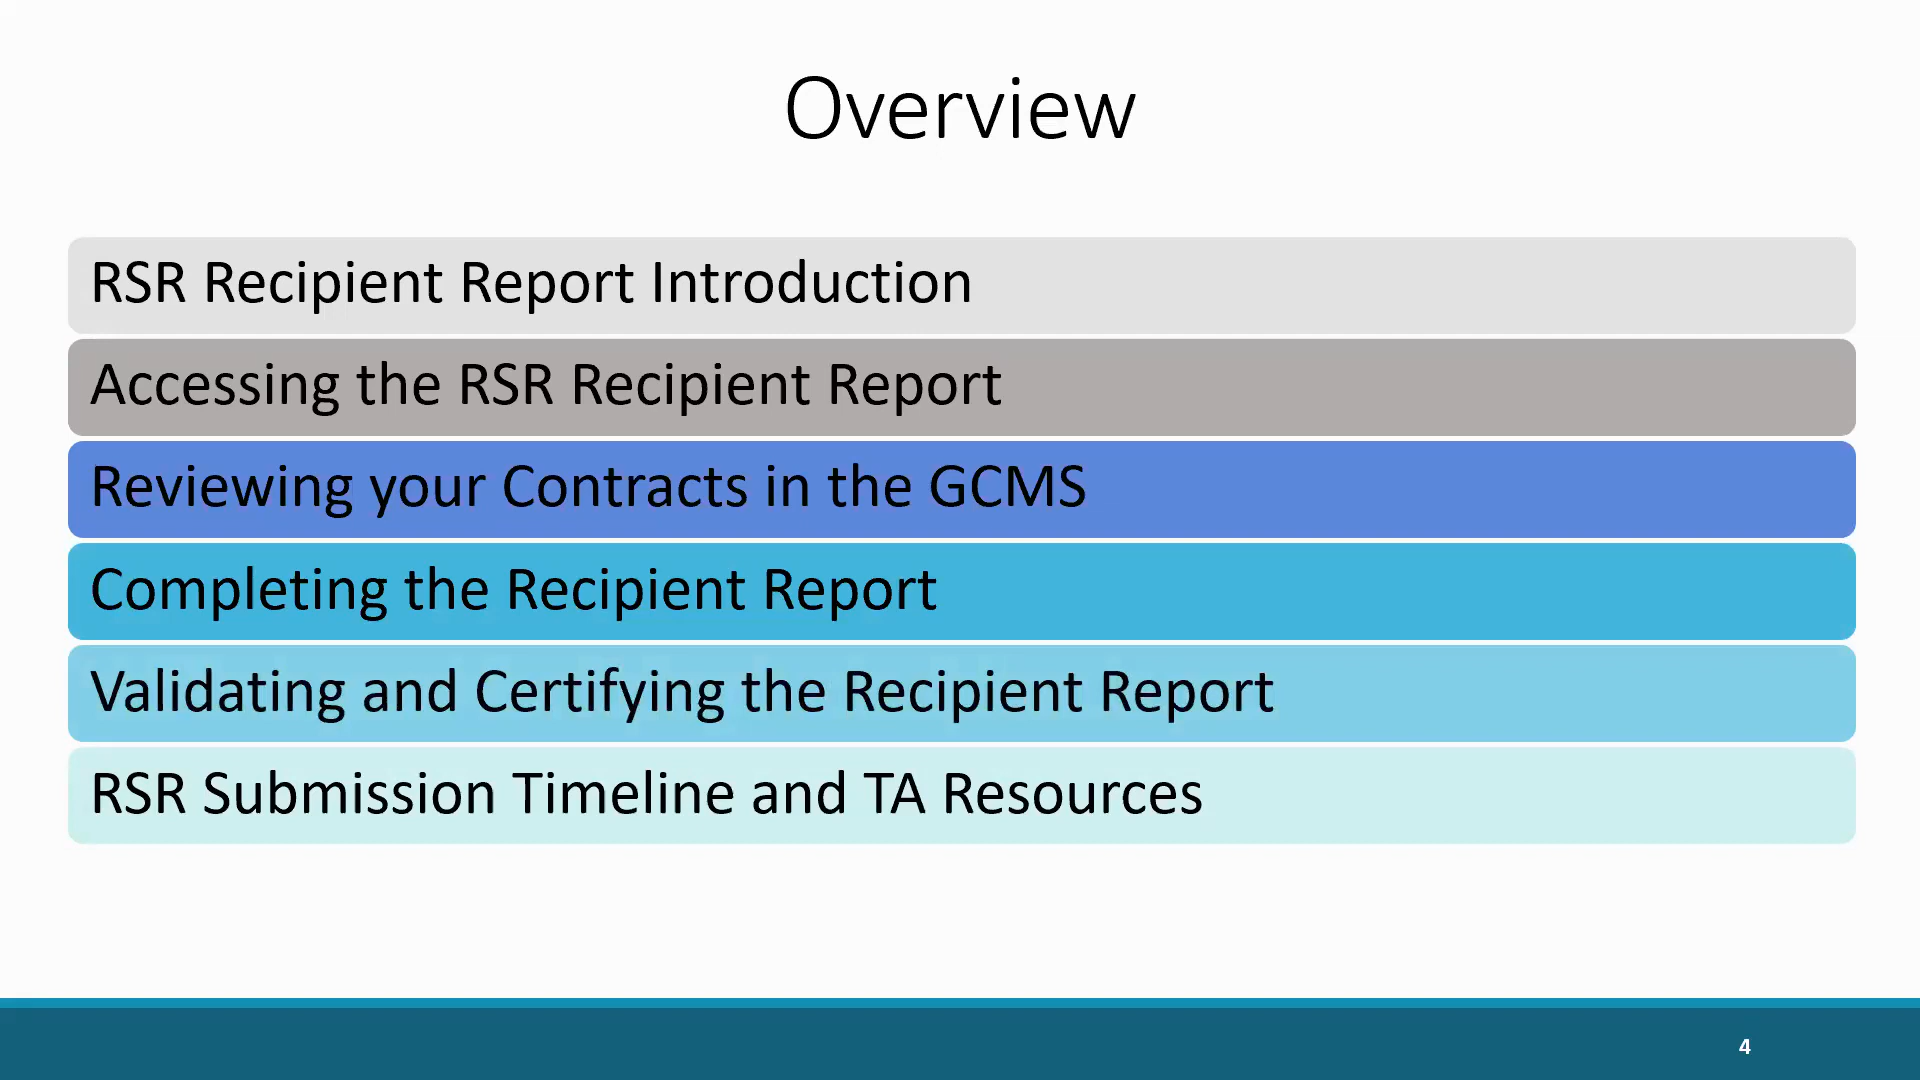 Overview
RSR Recipient Report Introduction
Accessing the RSR Recipient Report
Reviewing your Contracts in the GCMS
Completing the Recipient Report
Validating and Certifying the Recipient Report
RSR Submission Timeline and TA Resources
4